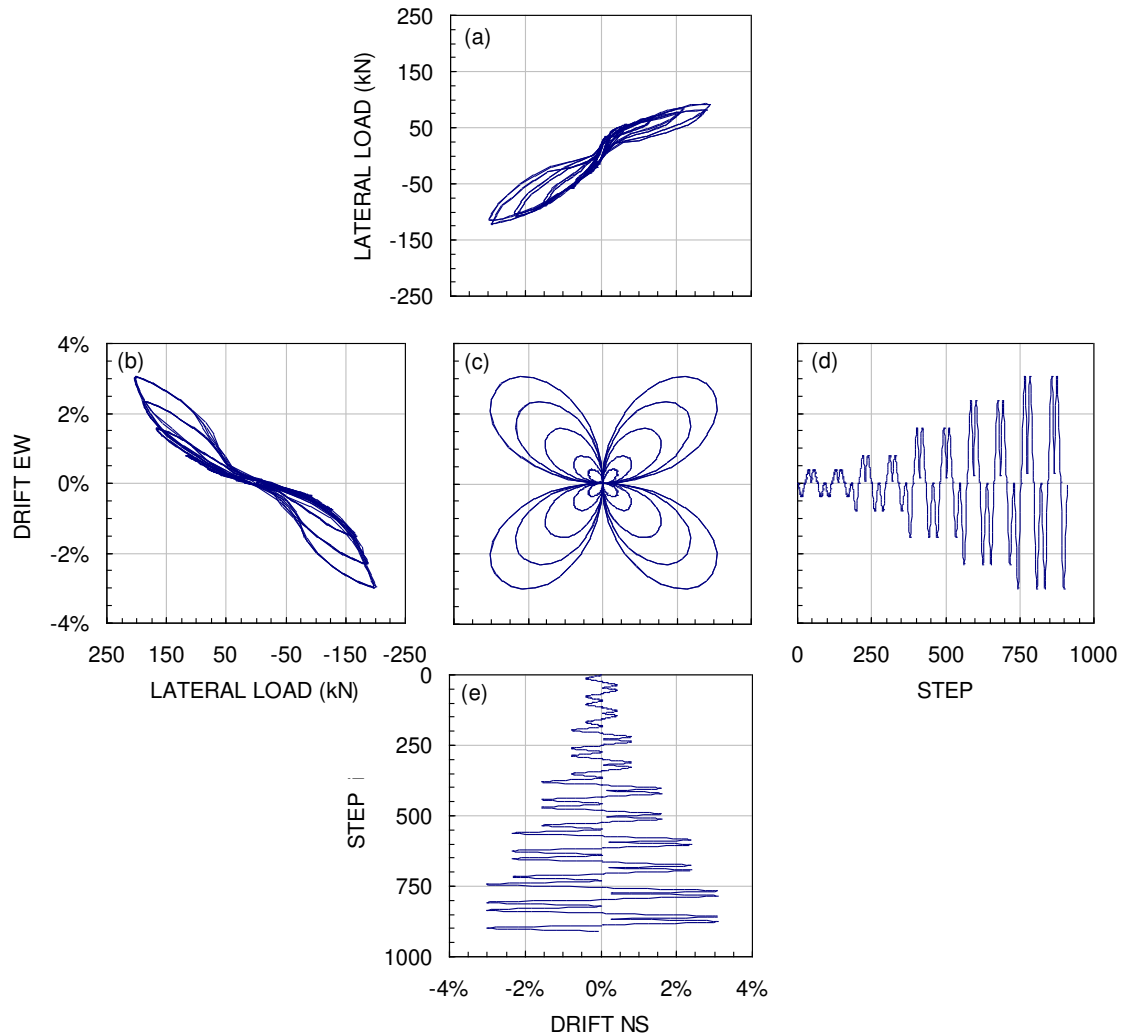 250
(a)
150
50
-50
-150
-250
LATERAL LOAD (kN)
4%
2%
0%
-2%
-4%
DRIFT EW
(b)
(c)
(d)
250 150 50 -50 -150 -250
LATERAL LOAD (kN)
0 250 500 750 1000
STEP
0
(e)
250
500
750
1000
STEP
-4% -2% 0% 2% 4%
DRIFT NS